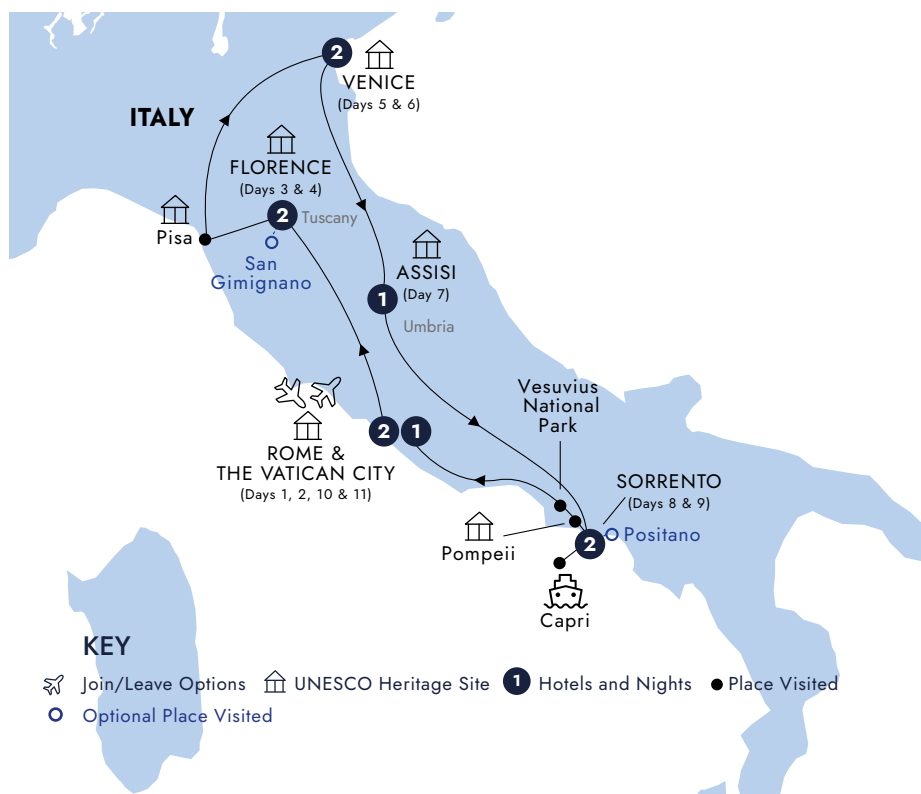 2
VENICE
(Days 5 & 6)
ITALY
FLORENCE
(Days 3 & 4)
2
Tuscany
Pisa
San
Gimignano
ASSISI
(Day 7)
1
Umbria
Vesuvius
National
Park
2
1
ROME &
THE VATICAN CITY
(Days 1, 2, 10 & 11)
SORRENTO
(Days 8 & 9)
Positano
2
Pompeii
Capri
KEY
Join/Leave Options
UNESCO Heritage Site
1
Hotels and Nights
Place Visited
Optional Place Visited